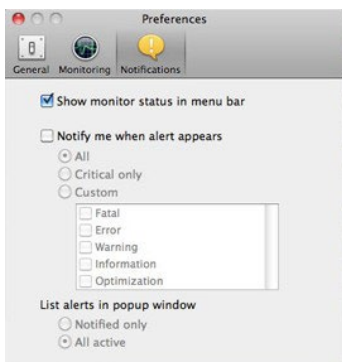 Preferences
General Monitoring Notifications
Show monitor status in menu bar
Notify me when alert appears
All
Critical only
Custom
Fatal
Error
Warning
Information
Optimization
List alerts in popup window
Notified only
All active